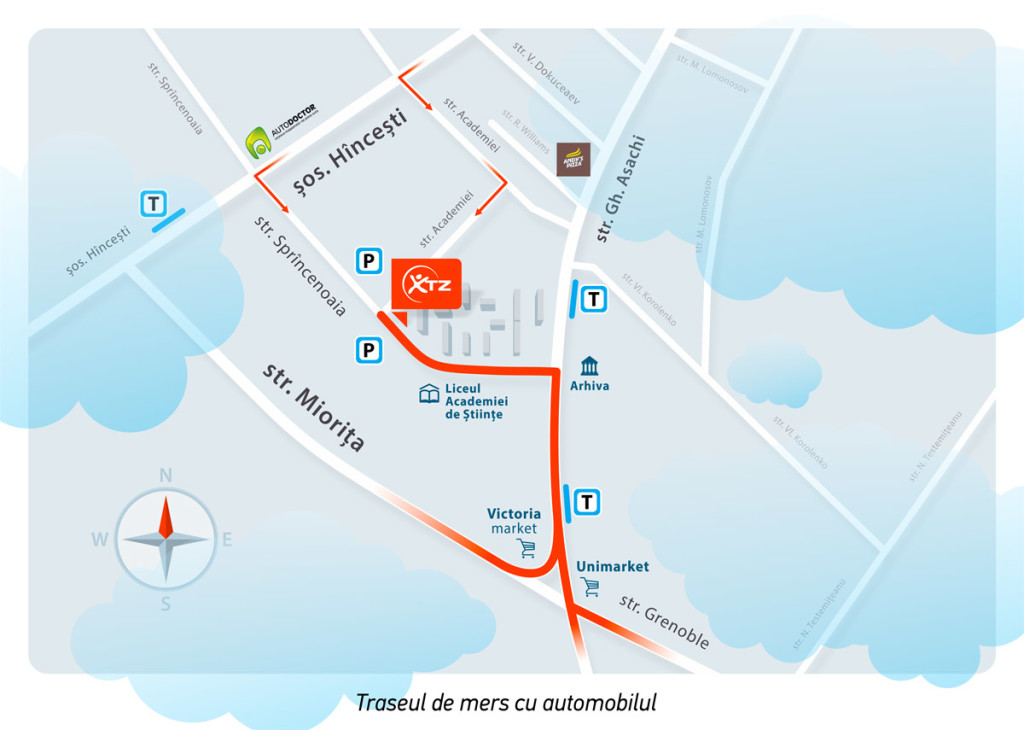 str. Sprîncenoaia
AUTODOCTOR
șos. Hîncești
str. V. Dokuceaev
str. M. Lomonosov
str. Academiei
str. R. Williams
ANDY'S
PIZZA
str. Gh. Asachi
T
șos. Hîncești
str. Academiei
str. M. Lomonosov
str. Sprîncenoaia
P
XTZ
T
str. Vl. Korolenko
P
Arhiva
Liceul
Academiei
de Științe
str. Miorița
str. Vl. Korolenko
str. N. Testemițeanu
N
W
E
S
T
Victoria
market
Unimarket
str. Grenoble
str. N. Testemițeanu
Traseul de mers cu automobilul